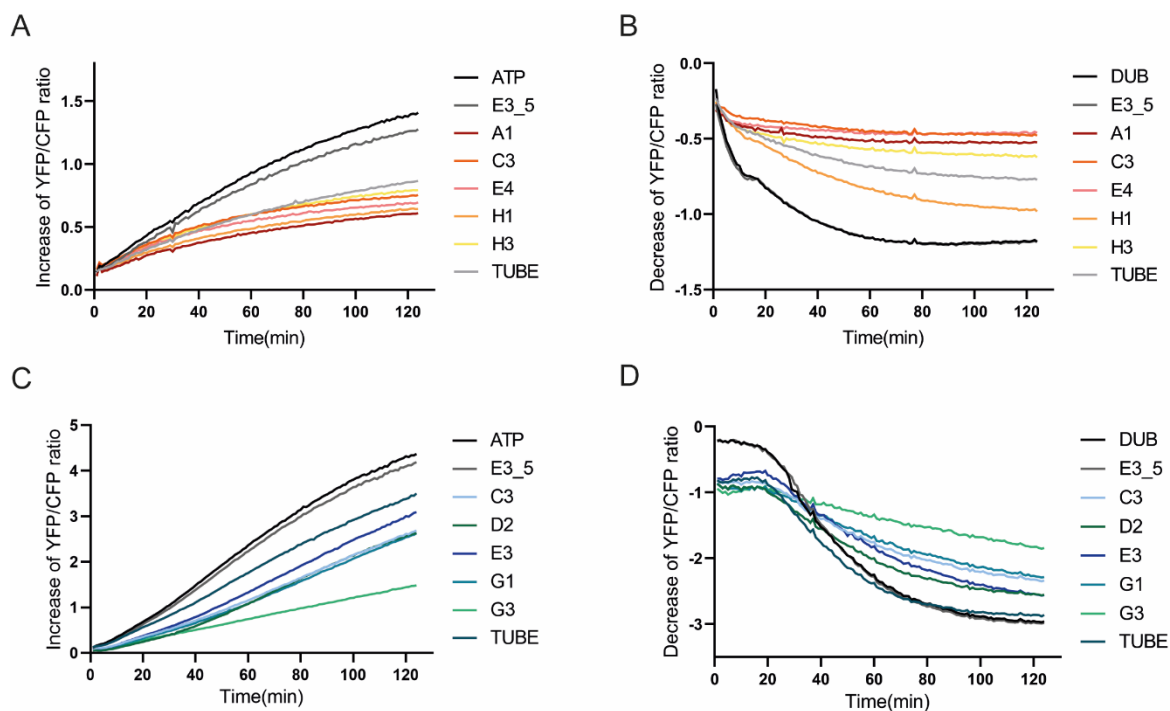 A
Increase of YFP/CFP ratio
1.5
1.0
0.5
0.0
0 20 40 60 80 100 120
Time(min)
ATP
E3_5
A1
C3
E4
H1
H3
TUBE
B
Decrease of YFP/CFP ratio
0.0
-0.5
-1.0
-1.5
0 20 40 60 80 100 120
Time(min)
DUB
E3_5
A1
C3
E4
H1
H3
TUBE
C
Increase of YFP/CFP ratio
5
4
3
2
1
0
0 20 40 60 80 100 120
Time(min)
ATP
E3_5
C3
D2
E3
G1
G3
TUBE
D
Decrease of YFP/CFP ratio
0
-1
-2
-3
0 20 40 60 80 100 120
Time(min)
DUB
E3_5
C3
D2
E3
G1
G3
TUBE